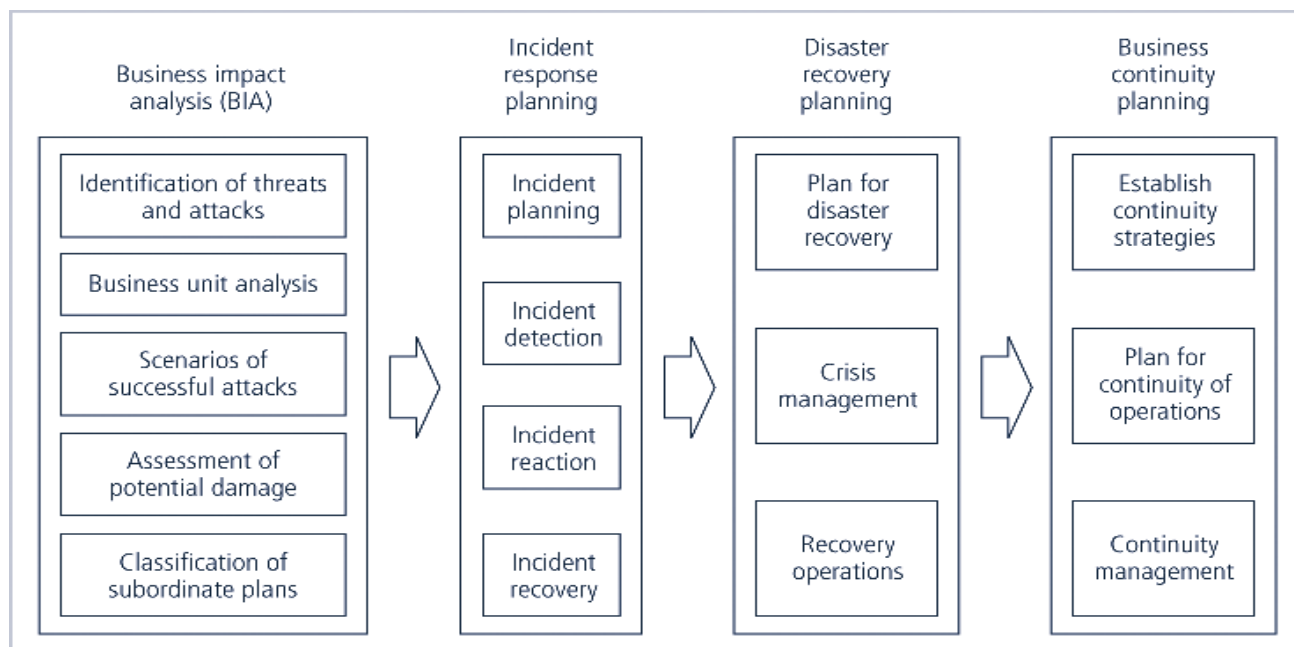 Business impact
analysis (BIA)
Identification of threats
and attacks
Business unit analysis
Scenarios of
successful attacks
Assessment of
potential damage
Classification of
subordinate plans
Incident
response
planning
Incident
planning
Incident
detection
Incident
reaction
Incident
recovery
Disaster
recovery
planning
Plan for
disaster
recovery
Crisis
management
Recovery
operations
Business
continuity
planning
Establish
continuity
strategies
Plan for
continuity of
operations
Continuity
management